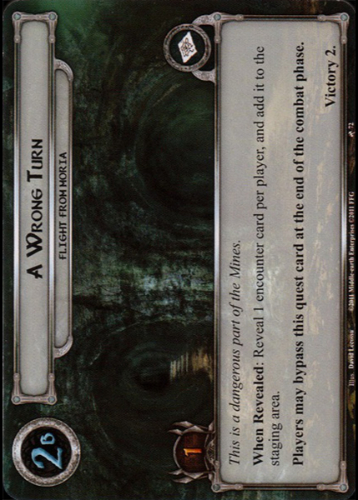 2B
A Wrong Turn
FLIGHT FROM MORIA
1
This is a dangerous part of the Mines.
When Revealed: Reveal 1 encounter card per player, and add it to the
staging area.
Players may bypass this quest card at the end of the combat phase.
Victory 2.
Illus. David Lecossu ©2011 Middle-earth Enterprises ©2011 FFG 72